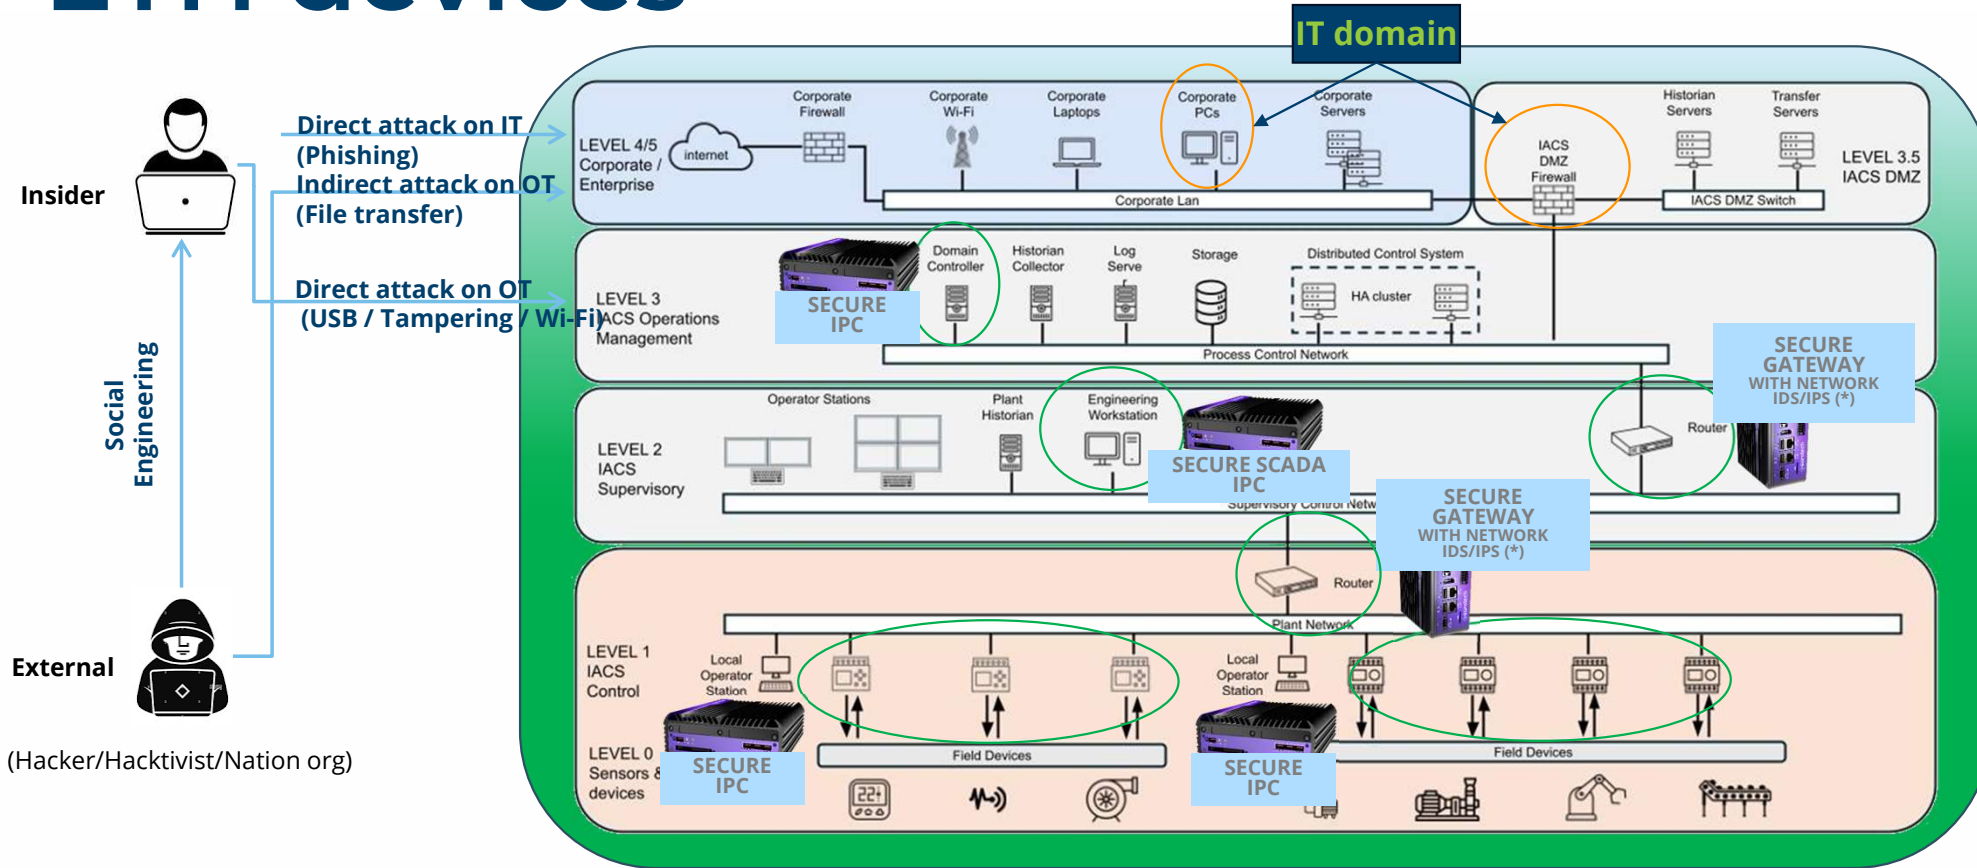 devices
IT domain
Insider
Direct attack on IT
(Phishing)
Indirect attack on OT
(File transfer)
Direct attack on OT
(USB / Tampering / Wi-Fi)
Social
Engineering
External
(Hacker/Hacktivist/Nation org)
LEVEL 4/5
Corporate /
Enterprise
internet
Corporate
Firewall
Corporate
Wi-Fi
Corporate
Laptops
Corporate
PCs
Corporate
Servers
Corporate Lan
IACS
DMZ
Firewall
Historian
Servers
Transfer
Servers
IACS DMZ Switch
LEVEL 3.5
IACS DMZ
LEVEL 3
IACS Operations
Management
SECURE
IPC
Domain
Controller
Historian
Collector
Log
Serve
r
Storage
Distributed Control System
HA cluster
Process Control Network
SECURE
GATEWAY
WITH NETWORK
IDS/IPS (*)
LEVEL 2
IACS
Supervisory
Operator Stations
Plant
Historian
Engineering
Workstation
SECURE SCADA
IPC
Router
Supervisory Control Netw
SECURE
GATEWAY
WITH NETWORK
IDS/IPS (*)
Router
Plant Network
LEVEL 1
IACS
Control
Local
Operator
Station
Local
Operator
Station
LEVEL 0
Sensors &
devices
SECURE
IPC
Field Devices
SECURE
IPC
Field Devices